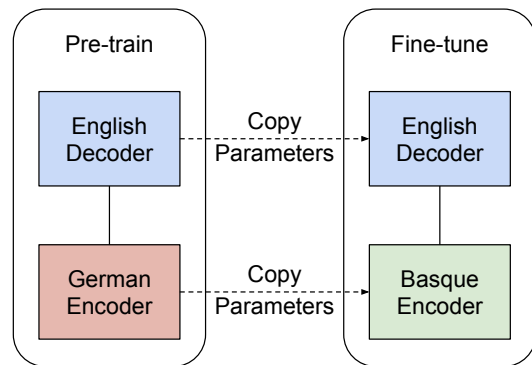 Pre-train
English
Decoder
German
Encoder
Copy
Parameters
Copy
Parameters
Fine-tune
English
Decoder
Basque
Encoder